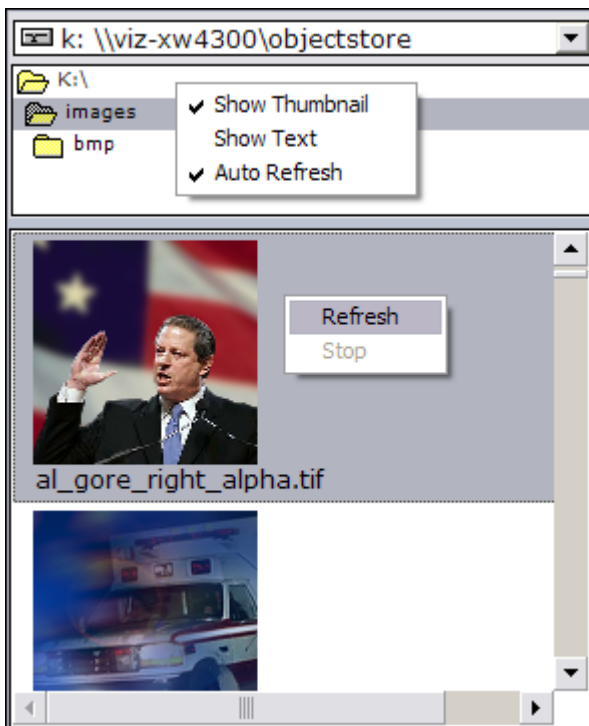 k: \\viz-xw4300\objectstore
K:\
images
bmp
Show Thumbnail
Show Text
Auto Refresh
Refresh
Stop
al_gore_right_alpha.tif